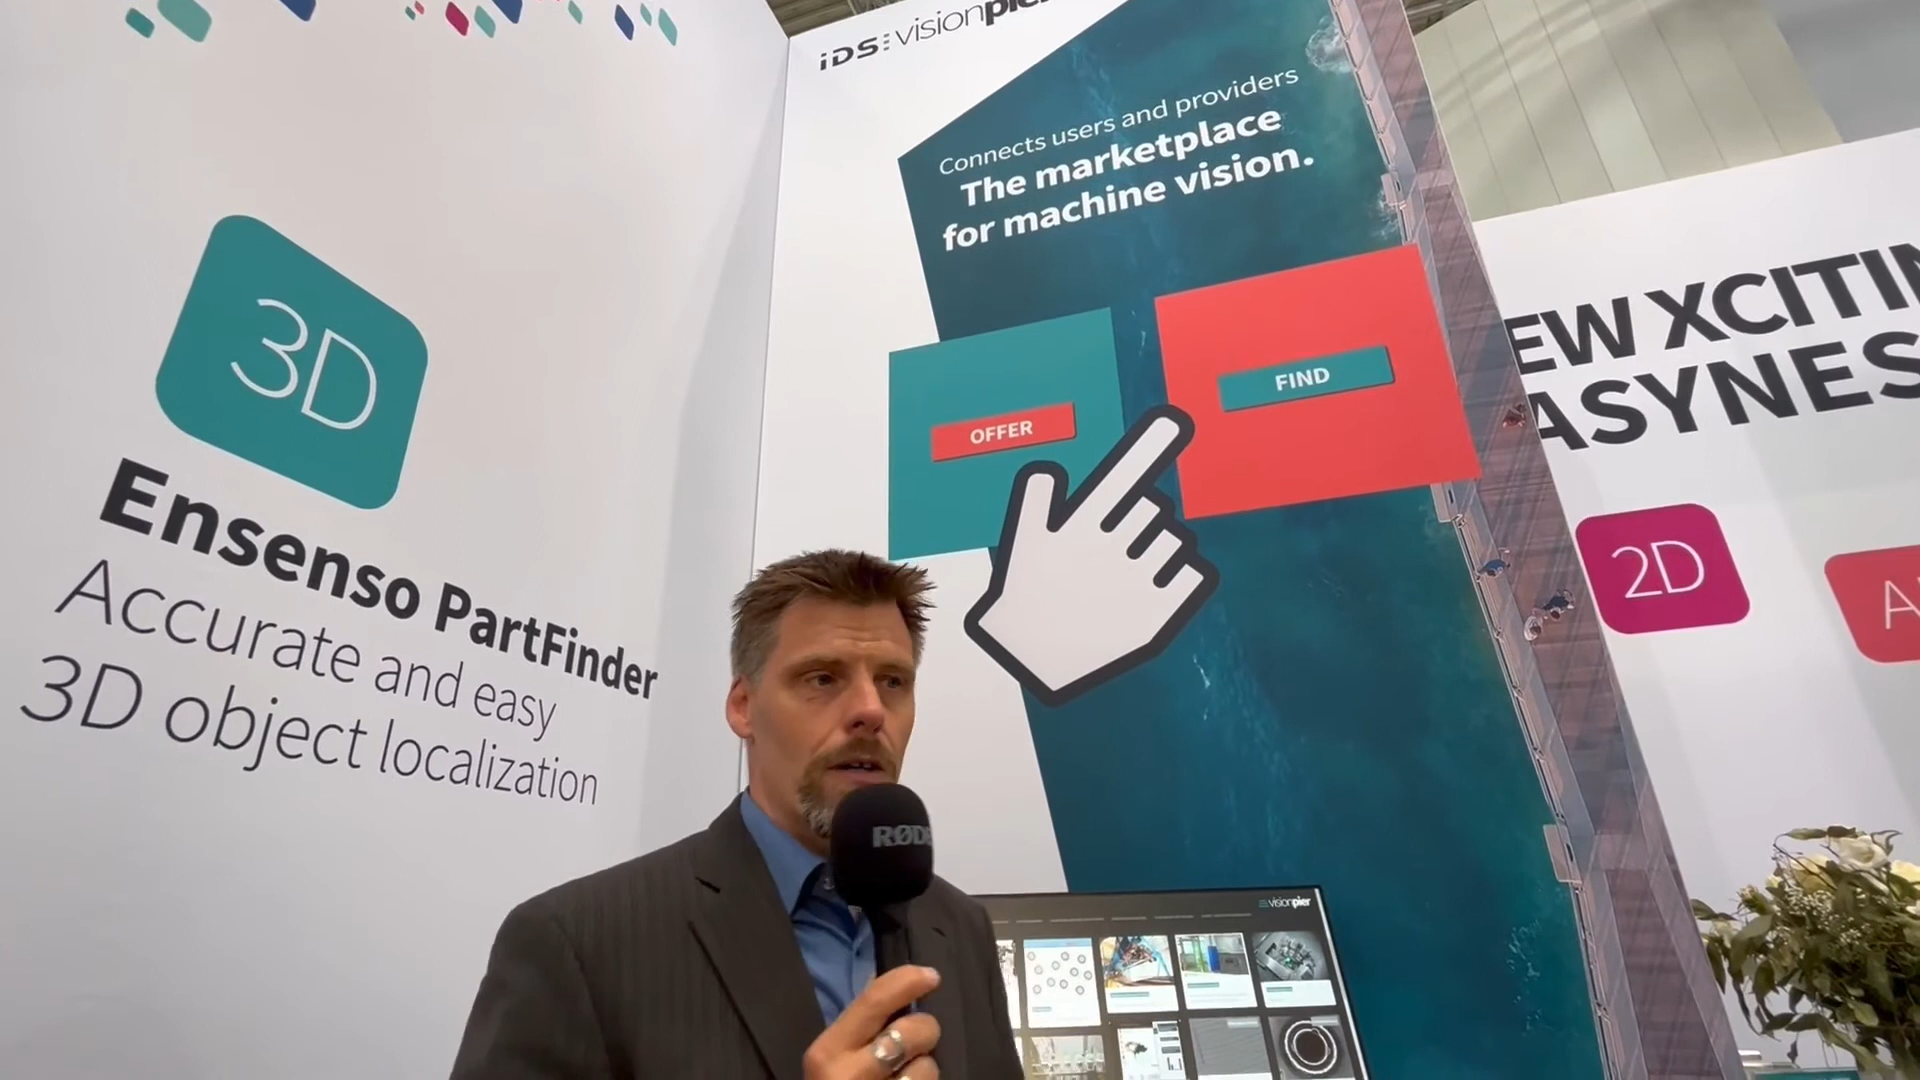 3D
Ensenso PartFinder
Accurate and easy
3D object localization
iDS visionpier
Connects users and providers
The marketplace
for machine vision.
OFFER
FIND
EW XCITIN
ASYNES
2D
A
RØDE
visionpier